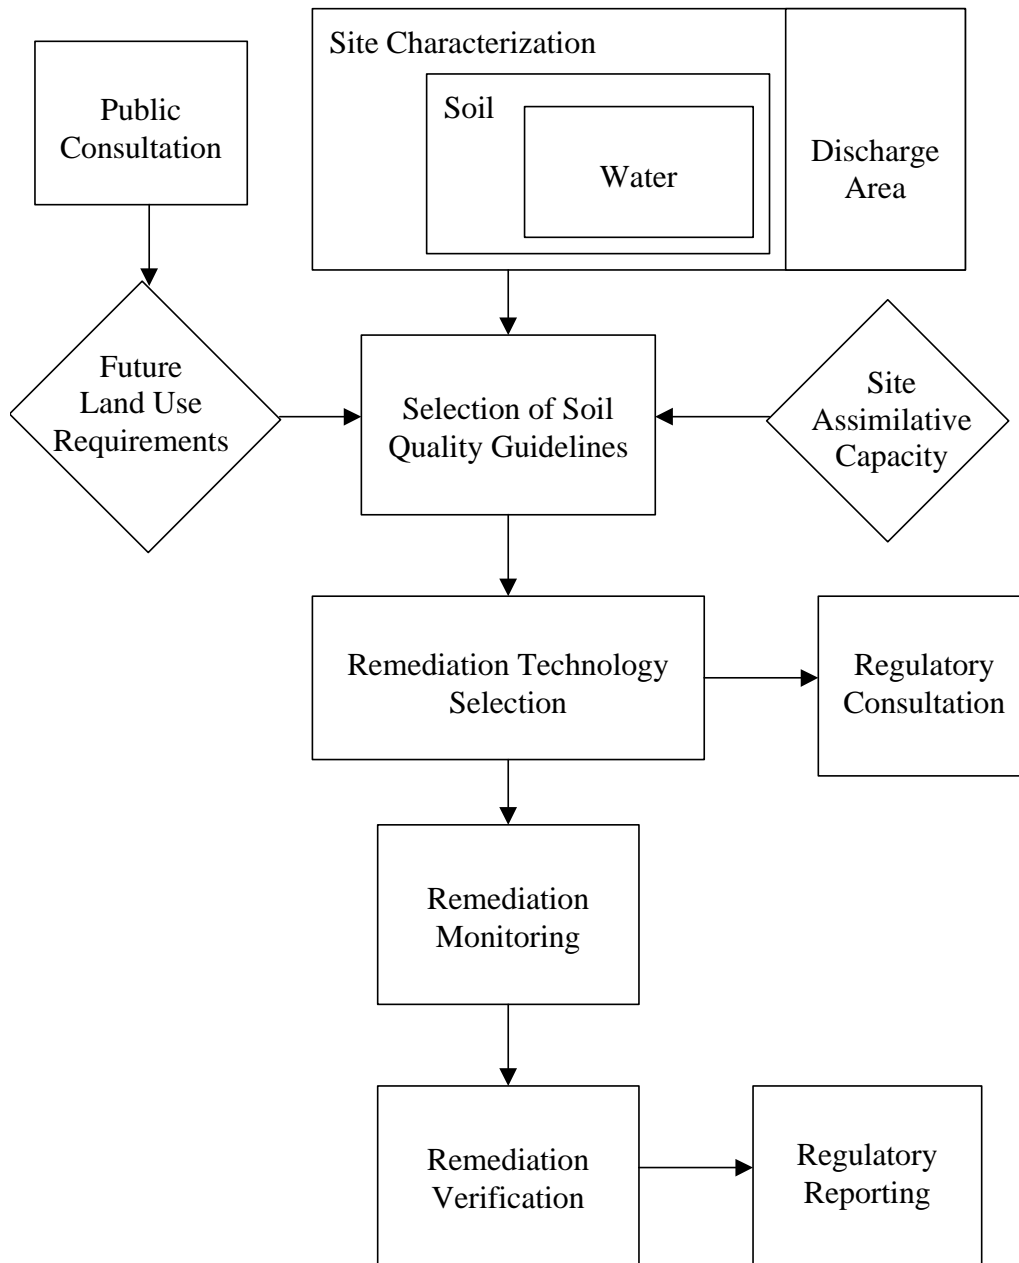 Site Characterization
Public
Consultation
Soil
Water
Discharge
Area
Future
Land Use
Requirements
Selection of Soil
Quality Guidelines
Site
Assimilative
Capacity
Remediation Technology
Selection
Regulatory
Consultation
Remediation
Monitoring
Remediation
Verification
Regulatory
Reporting